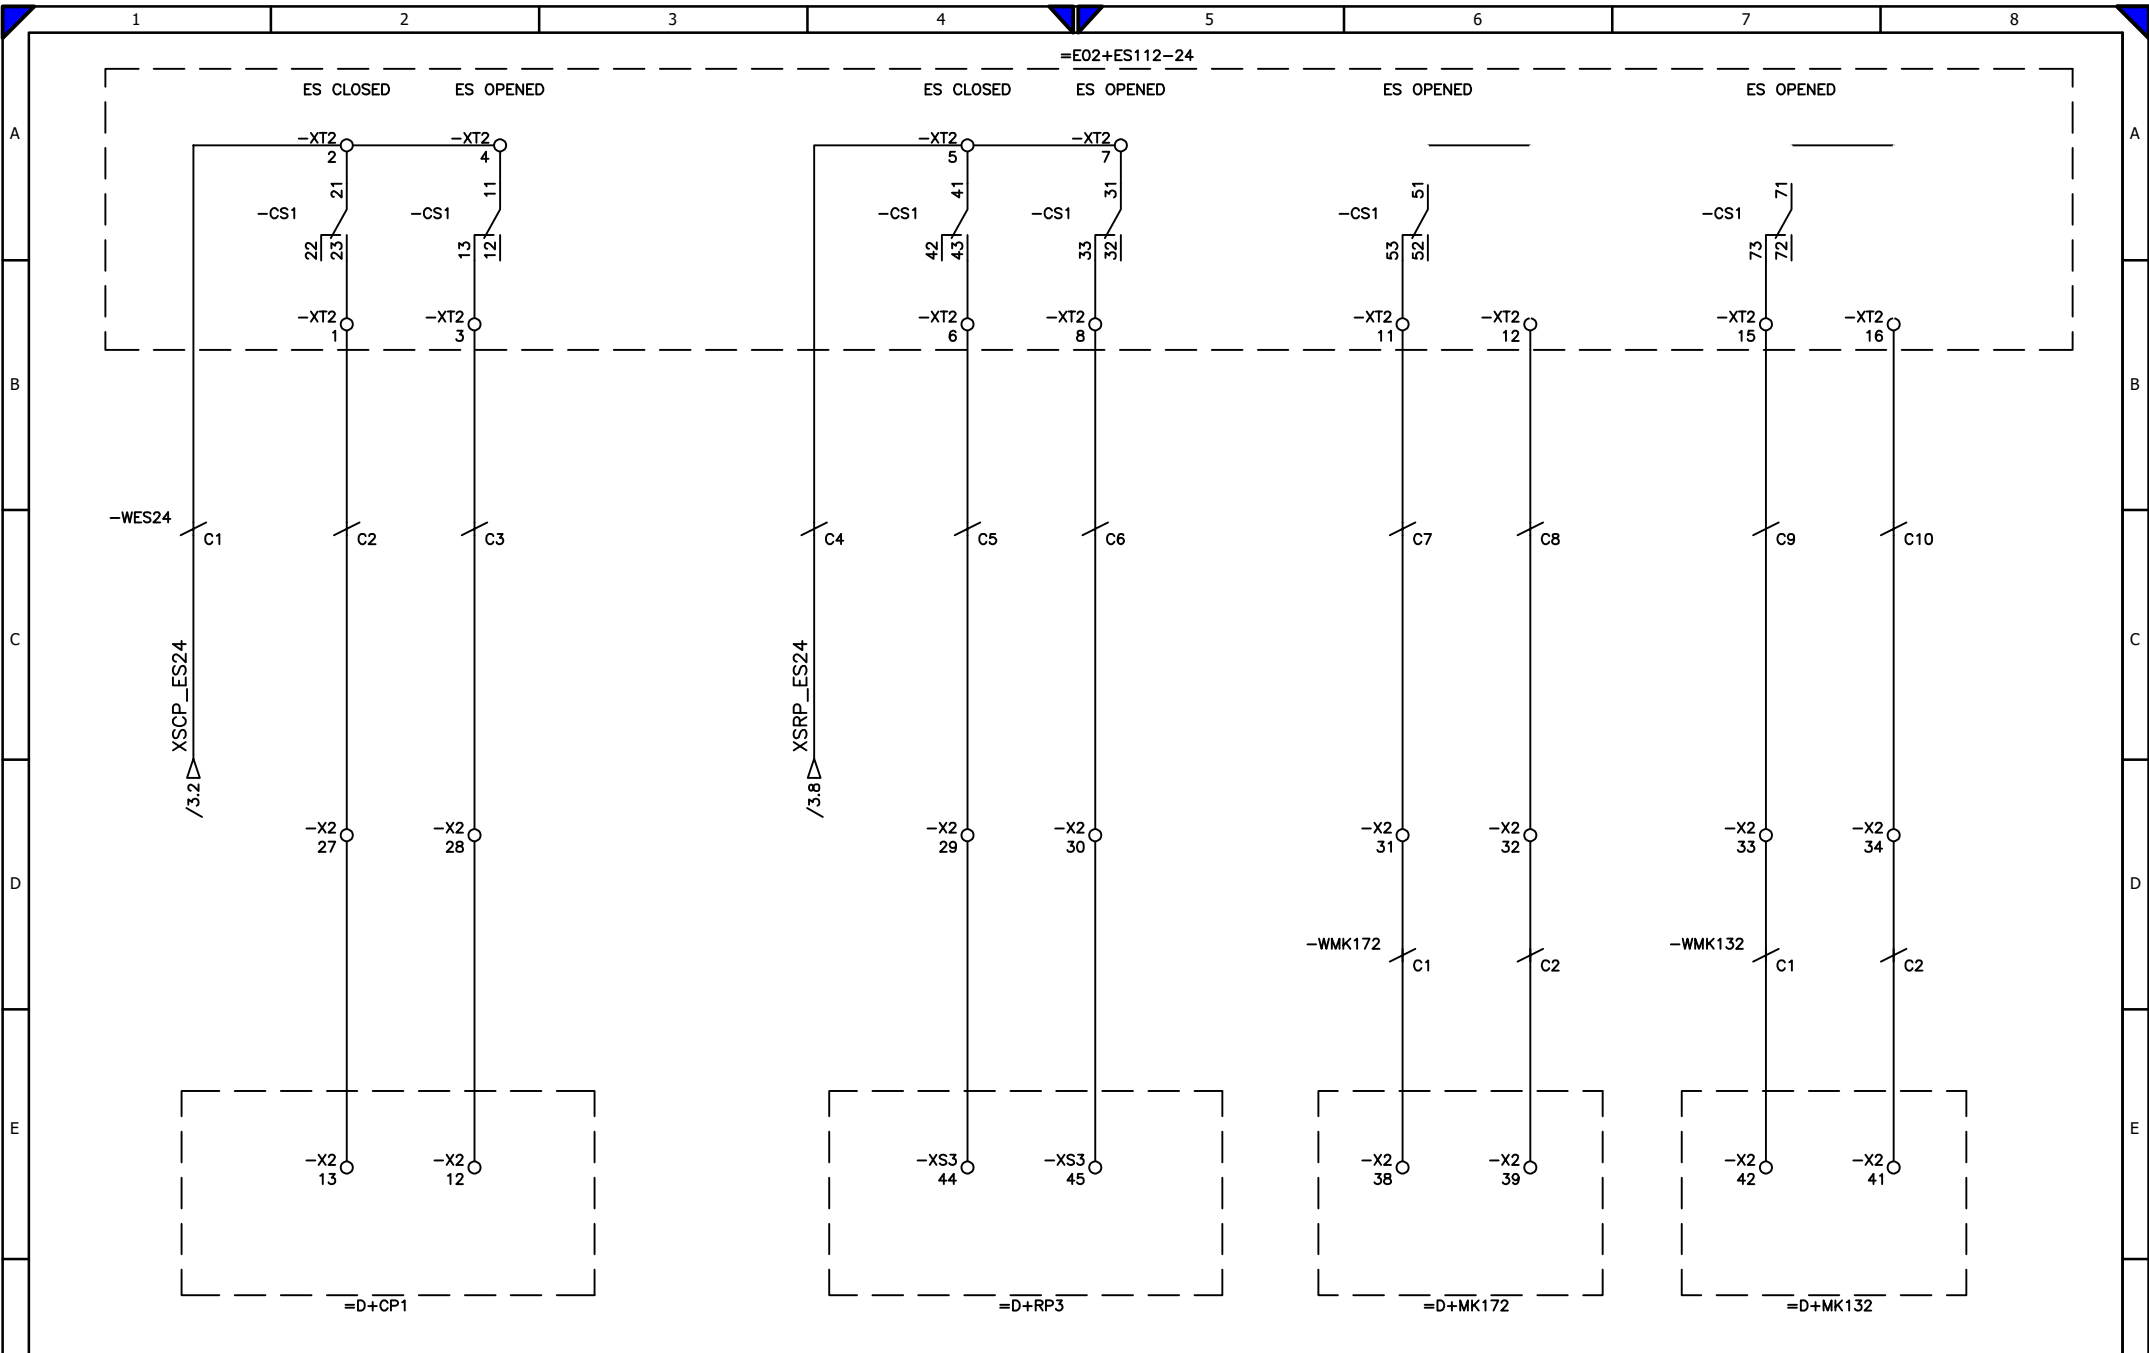 1 2 3 4 5 6 7 8
=E02+ES112-24
ES CLOSED ES OPENED ES CLOSED ES OPENED ES OPENED ES OPENED
A A
-XT2 -XT2 -XT2 -XT2
2 4 5 7
21 11 41 31 51 71
-CS1 -CS1 -CS1 -CS1 -CS1 -CS1
22 23 13 12 42 43 33 32 53 52 73 72
-XT2 -XT2 -XT2 -XT2 -XT2 -XT2 -XT2 -XT2
1 3 6 8 11 12 15 16
B B
-WES24
C1 C2 C3 C4 C5 C6 C7 C8 C9 C10
C C
XSCP_ES24 XSRP_ES24
/3.2 /3.8
-X2 -X2 -X2 -X2 -X2 -X2 -X2 -X2
27 28 29 30 31 32 33 34
D D
-WMK172 -WMK132
C1 C2 C1 C2
E E
-X2 -X2 -XS3 -XS3 -X2 -X2 -X2 -X2
13 12 44 45 38 39 42 41
=D+CP1 =D+RP3 =D+MK172 =D+MK132